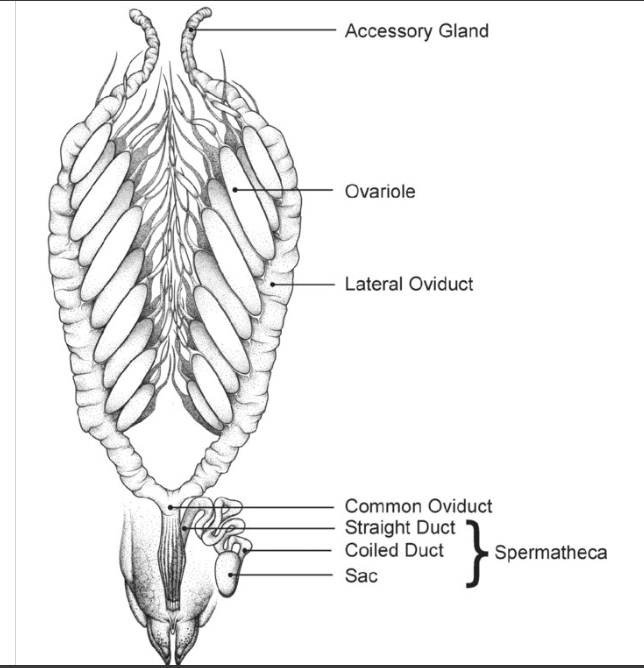 Accessory Gland
Ovariole
Lateral Oviduct
Common Oviduct
Straight Duct
Coiled Duct
Sac
Spermatheca